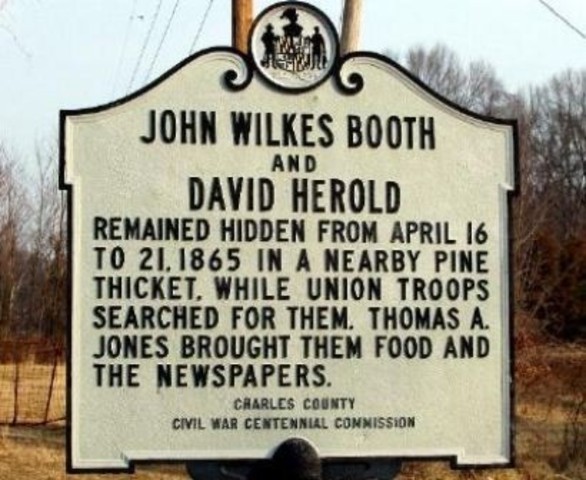 JOHN WILKES BOOTH
AND
DAVID HEROLD
REMAINED HIDDEN FROM APRIL 16
TO 21, 1865 IN A NEARBY PINE
THICKET, WHILE UNION TROOPS
SEARCHED FOR THEM. THOMAS A.
JONES BROUGHT THEM FOOD AND
THE NEWSPAPERS.
CHARLES COUNTY
CIVIL WAR CENTENNIAL COMMISSION